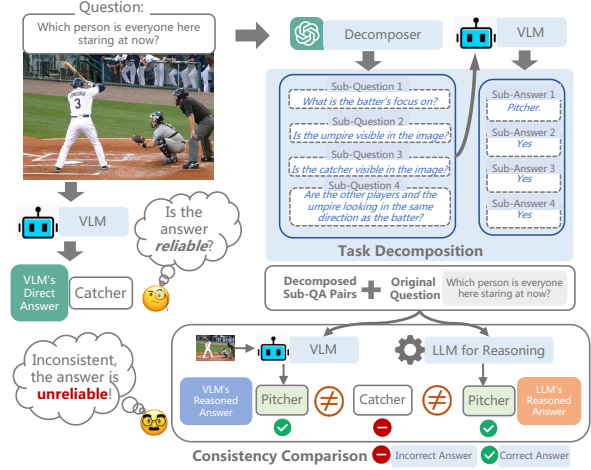 Question:
Which person is everyone here
staring at now?
Decomposer
VLM
Sub-Question 1
What is the batter's focus on?
Sub-Question 2
Is the umpire visible in the image?
Sub-Question 3
Is the catcher visible in the image?
Sub-Question 4
Are the other players and the
umpire looking in the same
direction as the batter?
Sub-Answer 1
Pitcher.
Sub-Answer 2
Yes
Sub-Answer 3
Yes
Sub-Answer 4
Yes
Task Decomposition
3
VLM
Is the
answer
reliable?
VLM's
Direct
Answer
Catcher
Decomposed
Sub-QA Pairs
Original
Question
Which person is everyone
here staring at now?
Inconsistent,
the answer is
unreliable!
VLM
LLM for Reasoning
VLM's
Reasoned
Answer
Pitcher
≠
Catcher
≠
Pitcher
LLM's
Reasoned
Answer
Consistency Comparison
Incorrect Answer
Correct Answer